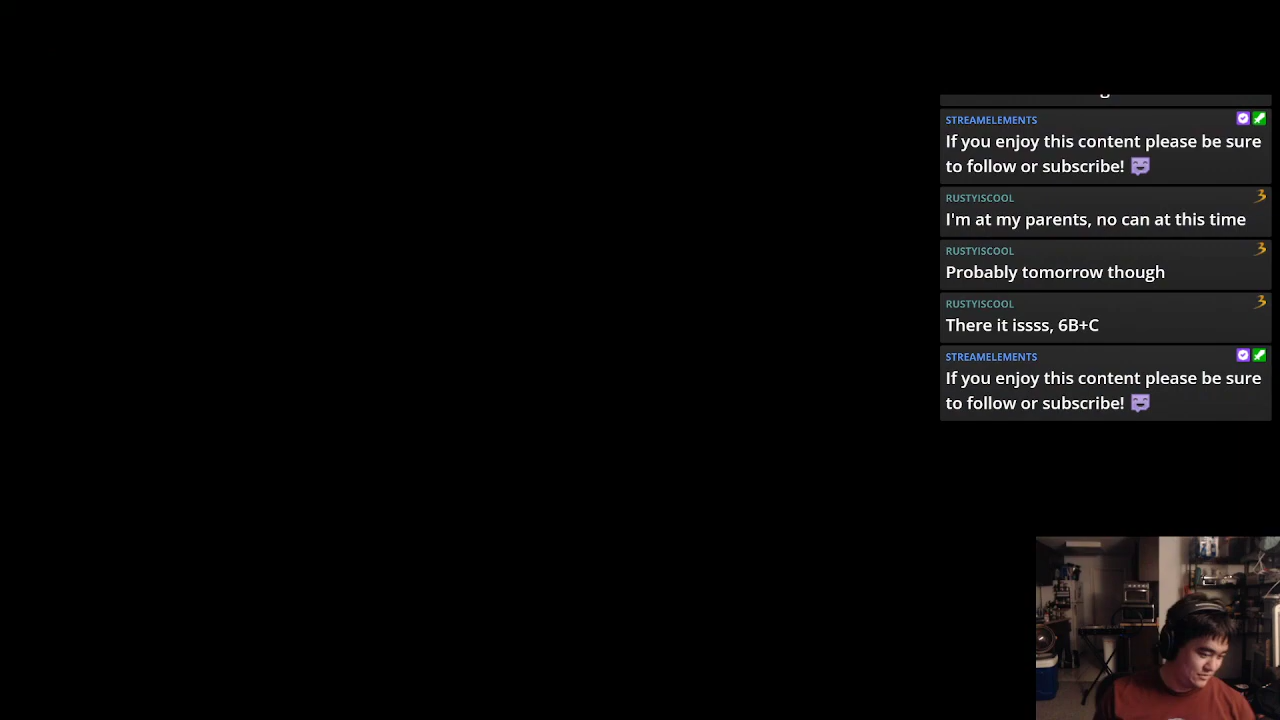 STREAMELEMENTS
If you enjoy this content please be sure
to follow or subscribe!
RUSTYISCOOL
I'm at my parents, no can at this time
RUSTYISCOOL
Probably tomorrow though
RUSTYISCOOL
There it issss, 6B+C
STREAMELEMENTS
If you enjoy this content please be sure
to follow or subscribe!